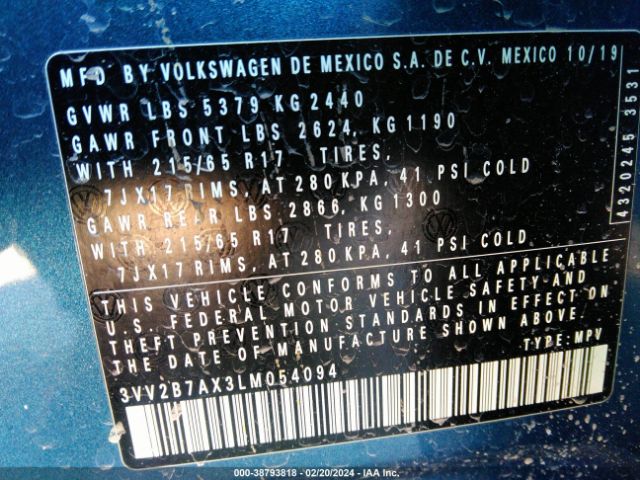 MFD BY VOLKSWAGEN DE MEXICO S.A. DE C.V. MEXICO 10/19
GVWR LBS 5379 KG 2440
GAWR FRONT LBS 2624, KG 1190
WITH 215/65 R17 TIRES,
7JX17 RIMS, AT 280 KPA, 41 PSI COLD
GAWR REAR LBS 2866, KG 1300
WITH 215/65 R17 TIRES,
7JX17 RIMS, AT 280 KPA, 41 PSI COLD
THIS VEHICLE CONFORMS TO ALL APPLICABLE
U.S. FEDERAL MOTOR VEHICLE SAFETY AND
THEFT PREVENTION STANDARDS IN EFFECT ON
THE DATE OF MANUFACTURE SHOWN ABOVE.
TYPE: MPV
3VV2B7AX3LM054094
4320245 3531
000-38793818 - 02/20/2024 - IAA Inc.